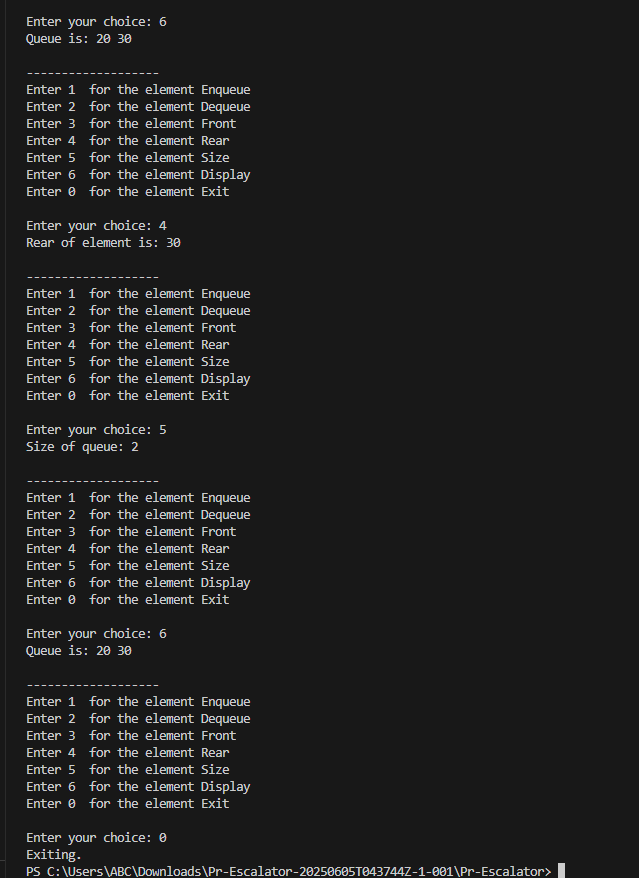 Enter your choice: 6
Queue is: 20 30
-------------------
Enter 1  for the element Enqueue
Enter 2  for the element Dequeue
Enter 3  for the element Front
Enter 4  for the element Rear
Enter 5  for the element Size
Enter 6  for the element Display
Enter 0  for the element Exit
Enter your choice: 4
Rear of element is: 30
-------------------
Enter 1  for the element Enqueue
Enter 2  for the element Dequeue
Enter 3  for the element Front
Enter 4  for the element Rear
Enter 5  for the element Size
Enter 6  for the element Display
Enter 0  for the element Exit
Enter your choice: 5
Size of queue: 2
-------------------
Enter 1  for the element Enqueue
Enter 2  for the element Dequeue
Enter 3  for the element Front
Enter 4  for the element Rear
Enter 5  for the element Size
Enter 6  for the element Display
Enter 0  for the element Exit
Enter your choice: 6
Queue is: 20 30
-------------------
Enter 1  for the element Enqueue
Enter 2  for the element Dequeue
Enter 3  for the element Front
Enter 4  for the element Rear
Enter 5  for the element Size
Enter 6  for the element Display
Enter 0  for the element Exit
Enter your choice: 0
Exiting.
PS C:\Users\ABC\Downloads\Pr-Escalator-20250605T043744Z-1-001\Pr-Escalator>